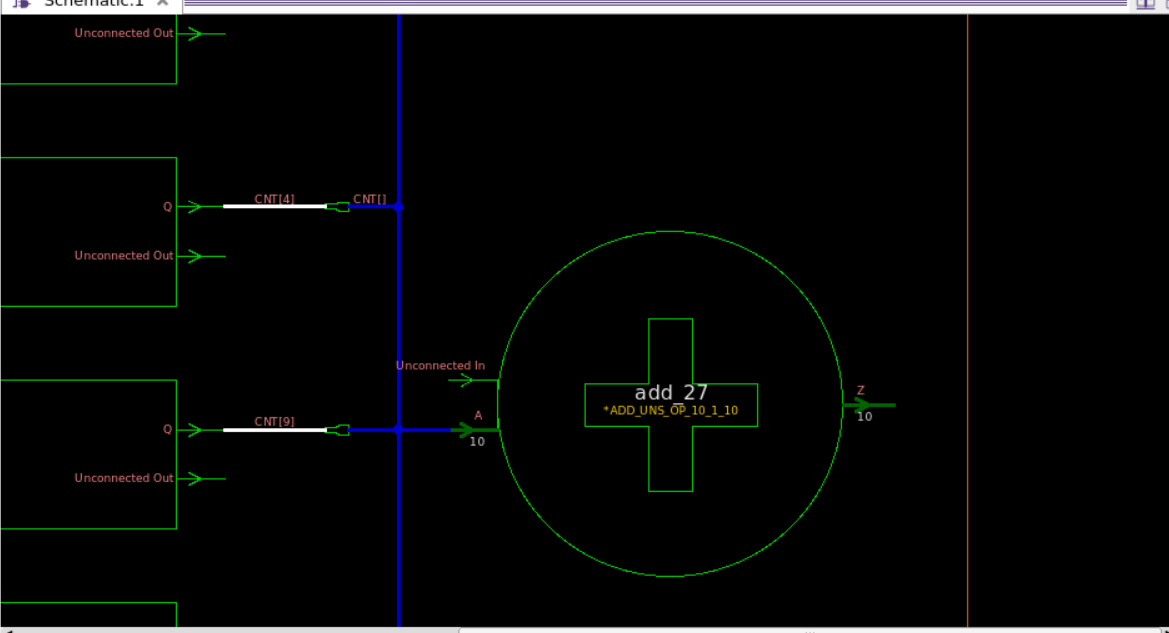 Schematic:1
Unconnected Out
CNT[4] CNT[]
Q
Unconnected Out
Unconnected In
add_27
Z
*ADD_UNS_OP_10_1_10
A
10
CNT[9]
Q
10
Unconnected Out